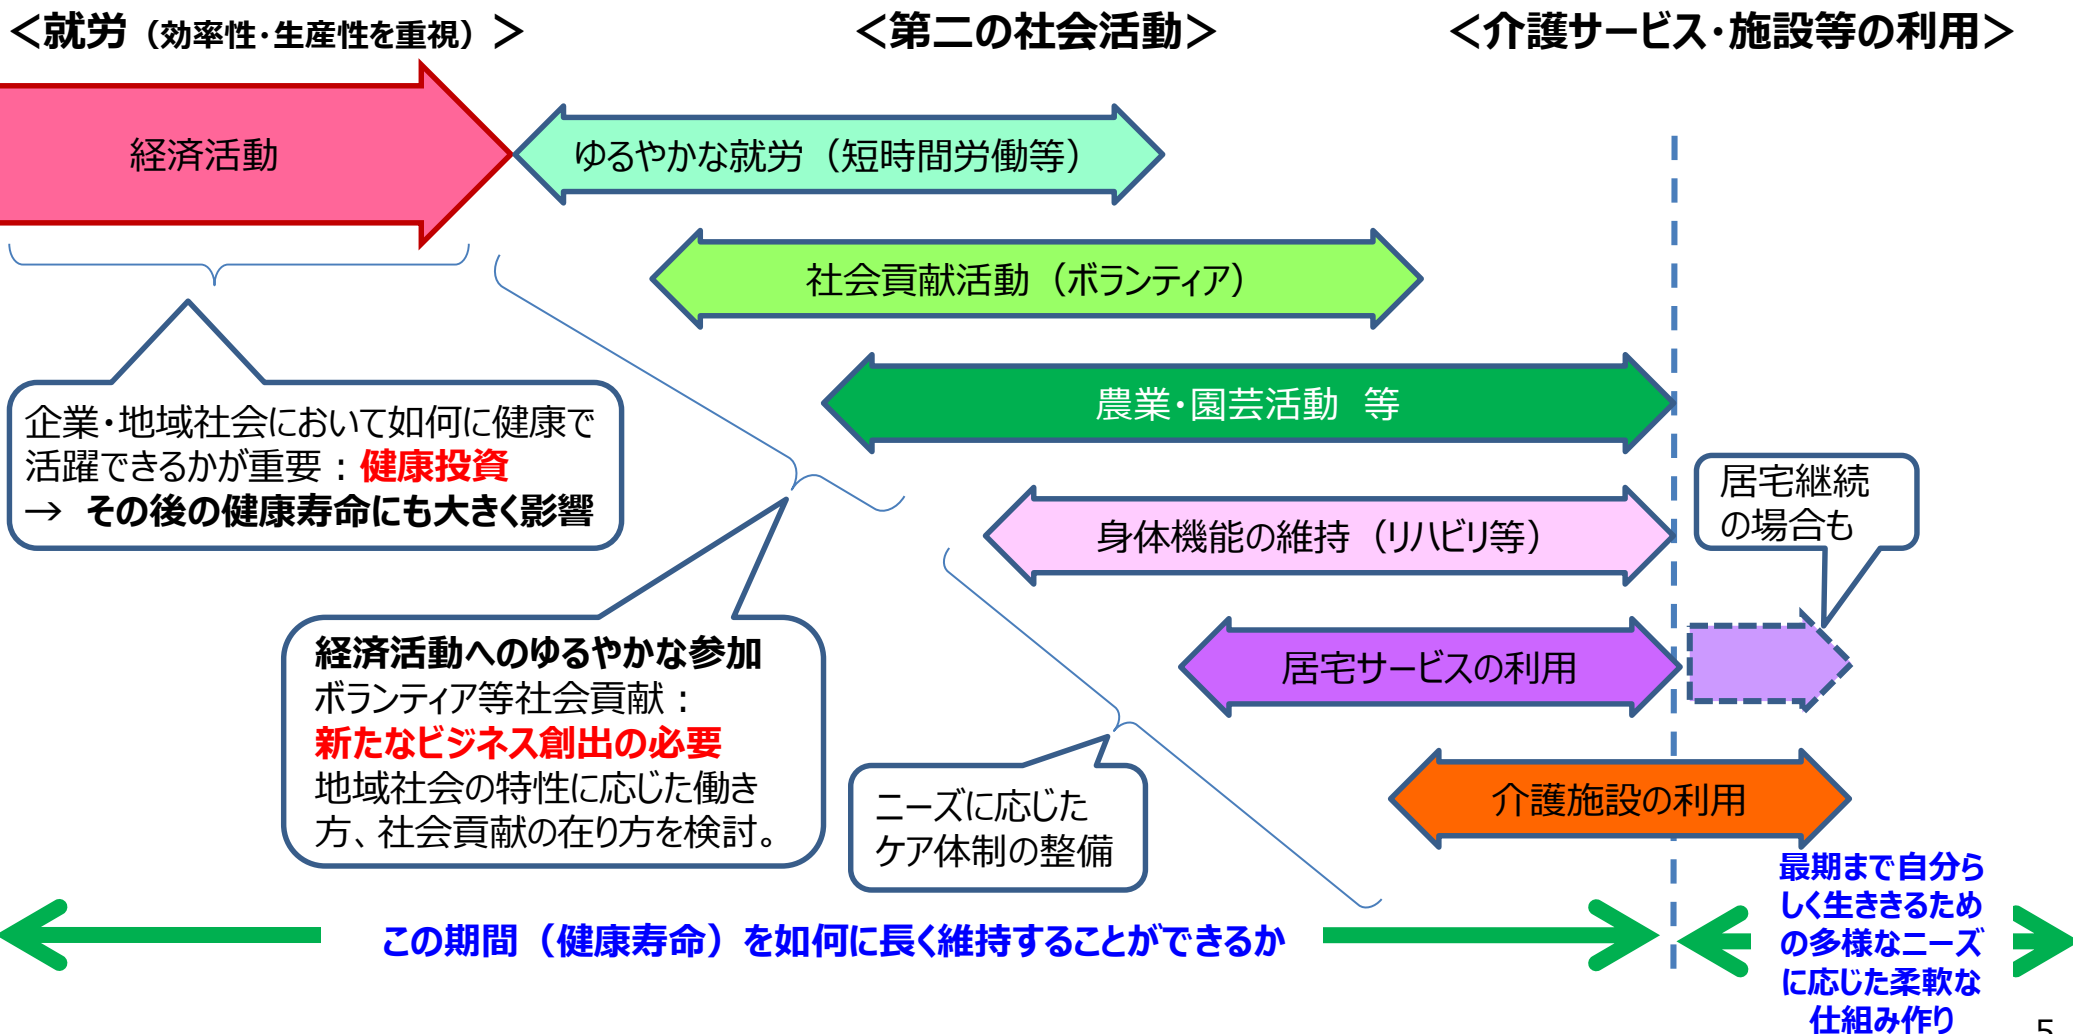 ＜就労（効率性・生産性を重視）＞
＜第二の社会活動＞
＜介護サービス・施設等の利用＞
経済活動
ゆるやかな就労（短時間労働等）
社会貢献活動（ボランティア）
農業・園芸活動　等
企業・地域社会において如何に健康で
活躍できるかが重要：健康投資
→ その後の健康寿命にも大きく影響
居宅継続
の場合も
身体機能の維持（リハビリ等）
経済活動へのゆるやかな参加
ボランティア等社会貢献：
新たなビジネス創出の必要
地域社会の特性に応じた働き
方、社会貢献の在り方を検討。
居宅サービスの利用
ニーズに応じた
ケア体制の整備
介護施設の利用
この期間（健康寿命）を如何に長く維持することができるか
最期まで自分ら
しく生ききるため
の多様なニーズ
に応じた柔軟な
仕組み作り
5